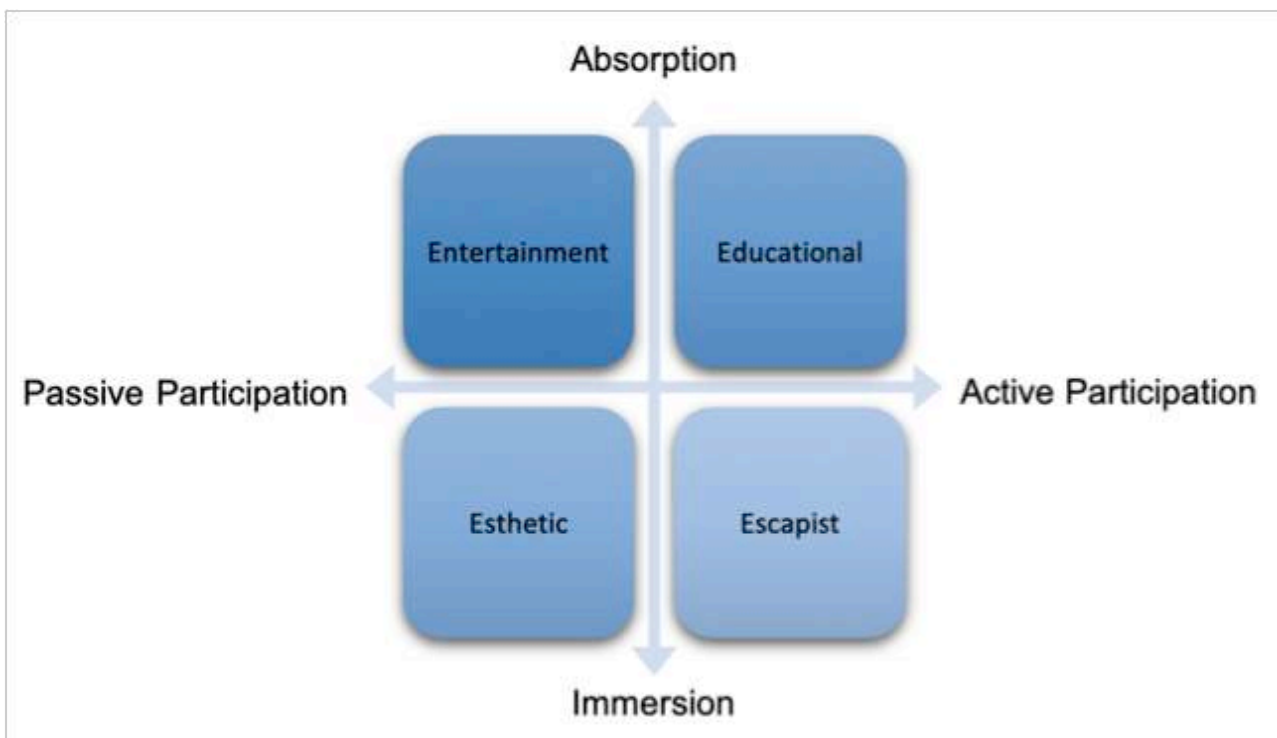 Absorption
Entertainment
Educational
Passive Participation
Active Participation
Esthetic
Escapist
Immersion